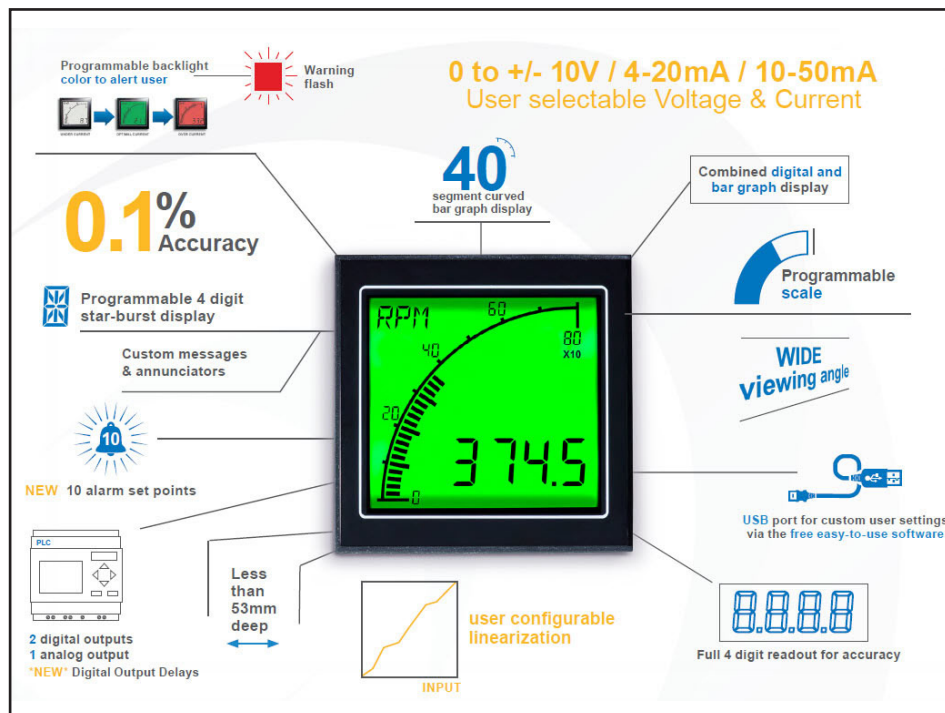 Programmable backlight
color to alert user
Warning
flash
0 to +/- 10V / 4-20mA / 10-50mA
User selectable Voltage & Current
40
segment curved
bar graph display
Combined digital and
bar graph display
0.1%
Accuracy
Programmable
scale
Programmable 4 digit
star-burst display
Custom messages
& annunciators
WIDE
viewing angle
RPM
0
20
40
60
80
X10
374.5
10
NEW 10 alarm set points
USB port for custom user settings
via the free easy-to-use software
PLC
2 digital outputs
1 analog output
*NEW* Digital Output Delays
Less
than
53mm
deep
user configurable
linearization
INPUT
8.8.8.8
Full 4 digit readout for accuracy